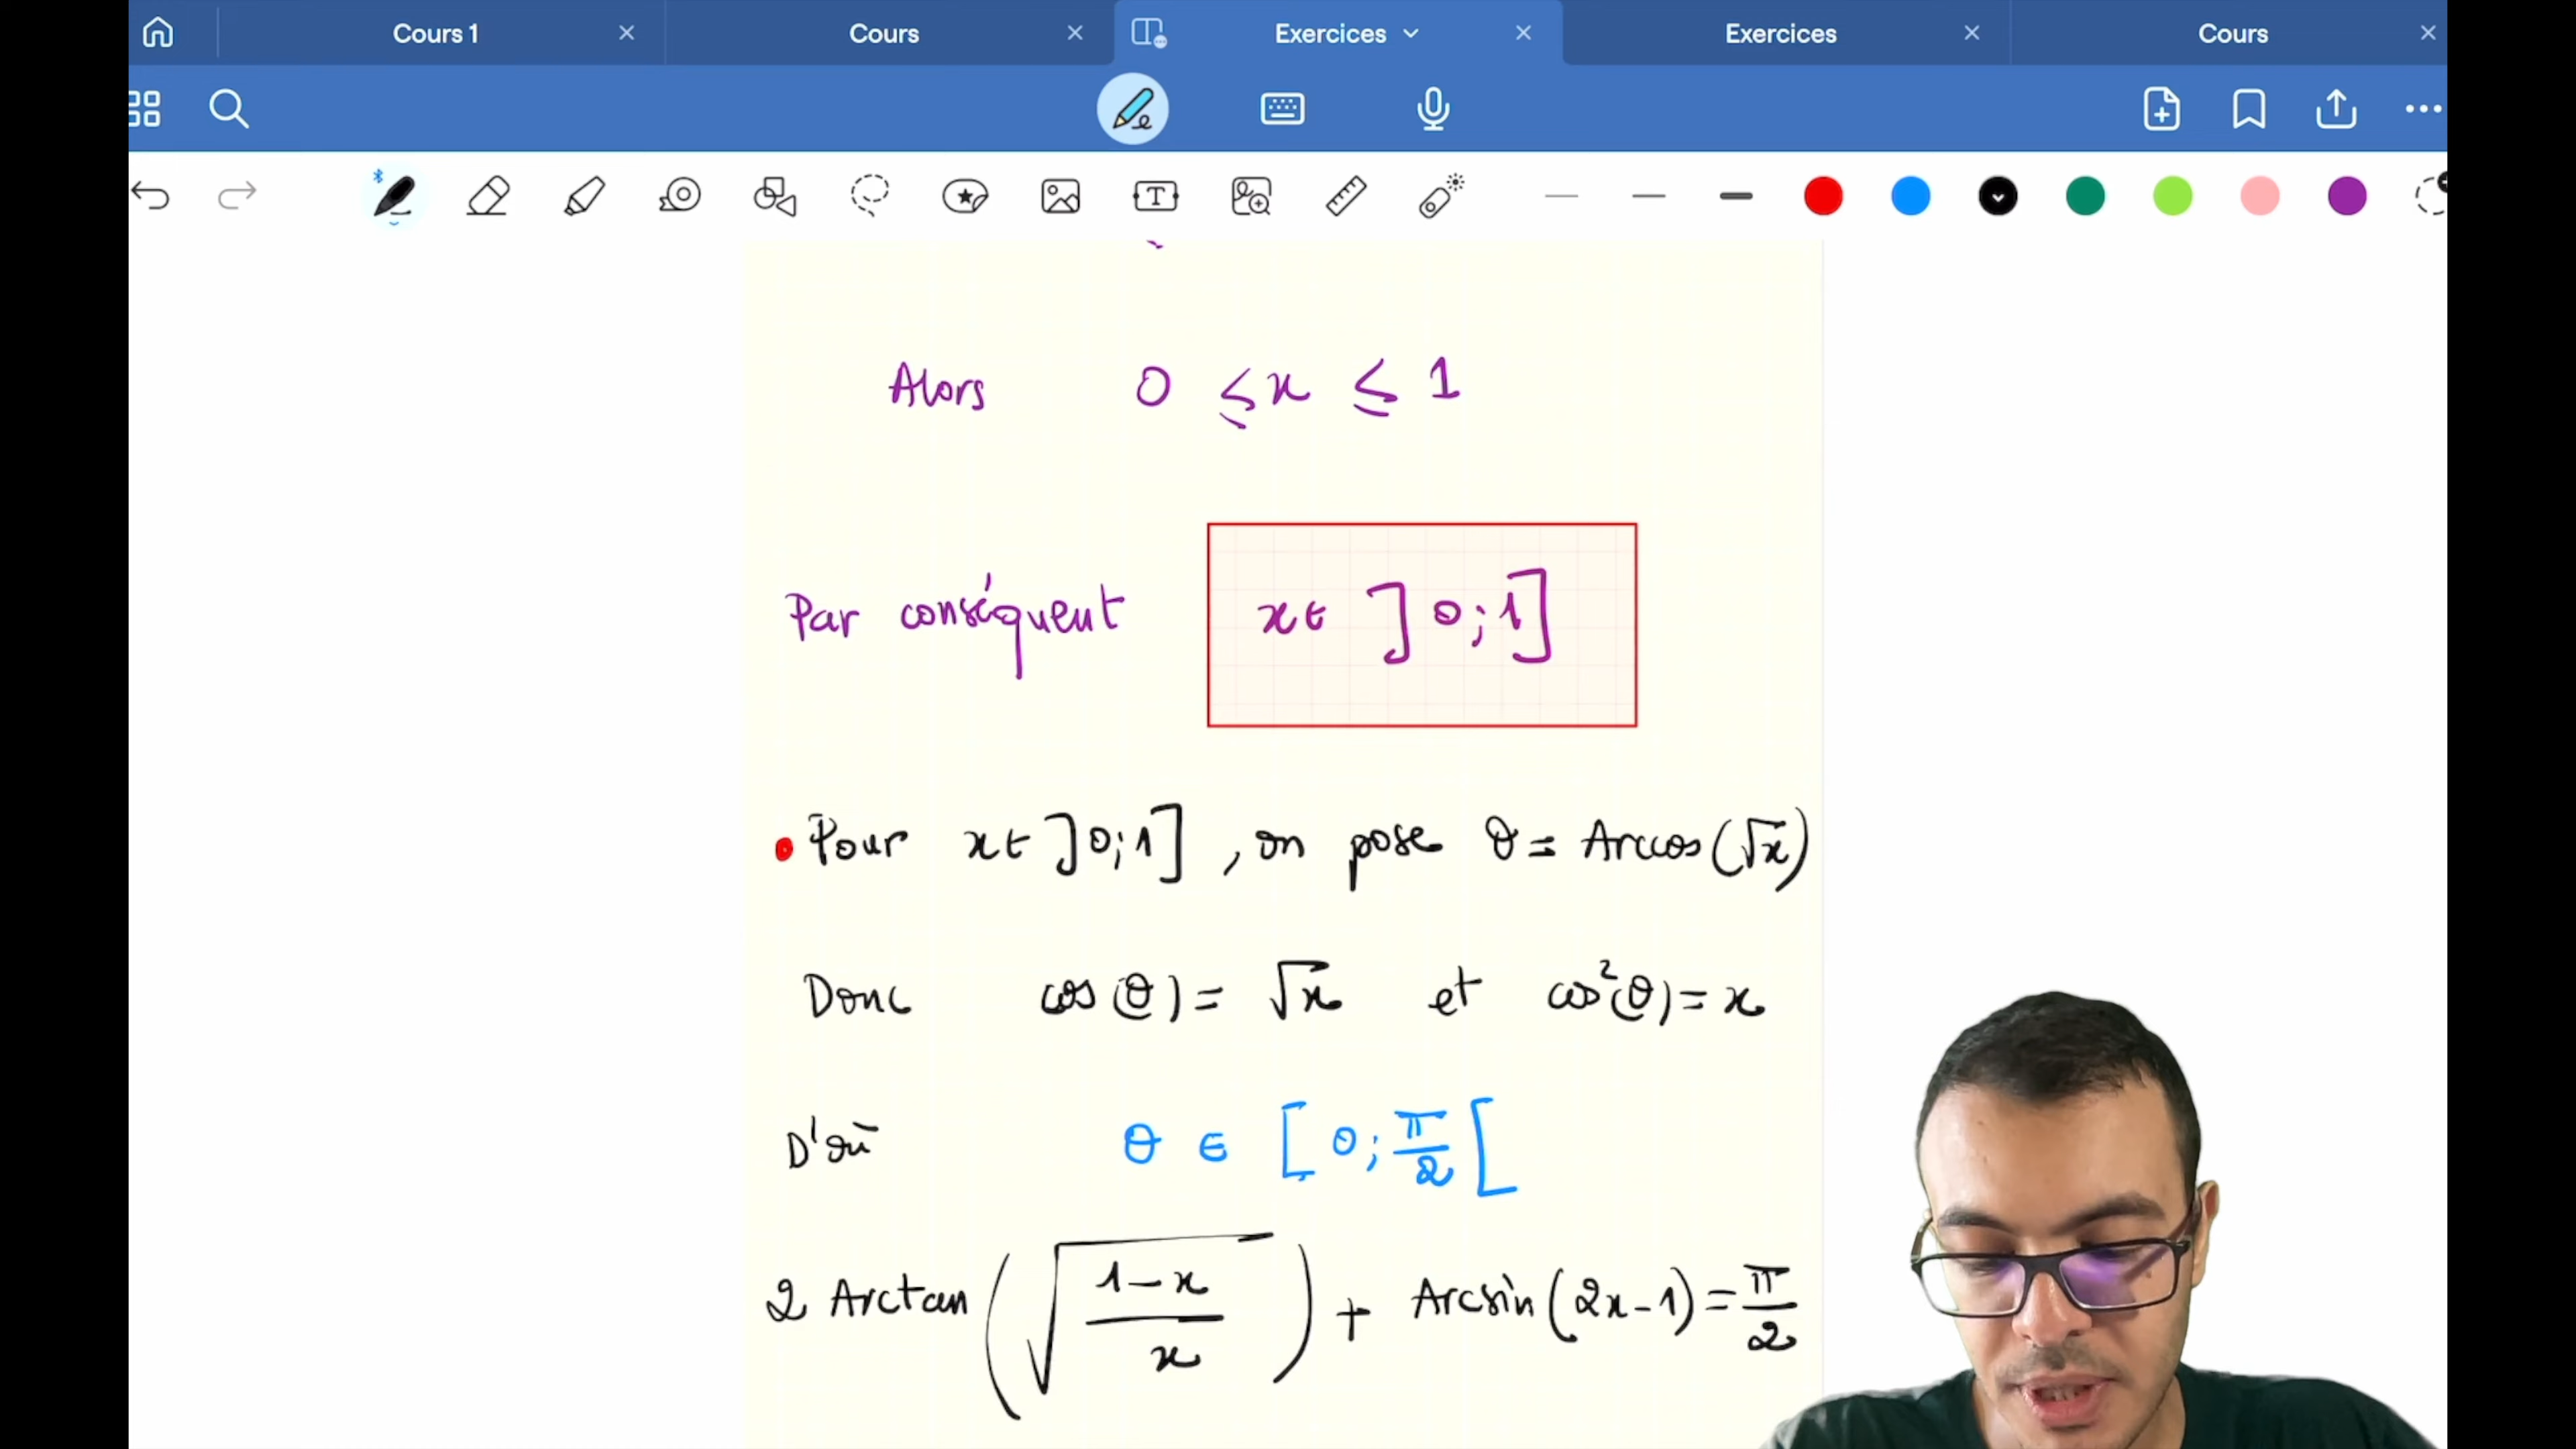 Cours 1
Cours
Exercices
Exercices
Cours
Alors 0 ≤ x ≤ 1
Par conséquent x ∈ ]0;1]
Pour x ∈ ]0;1], on pose θ = Arccos(√x)
Donc cos(θ) = √x et cos²(θ) = x
D'où θ ∈ [0; π/2[
2 Arctan(√((1-x)/x)) + Arcsin(2x-1) = π/2